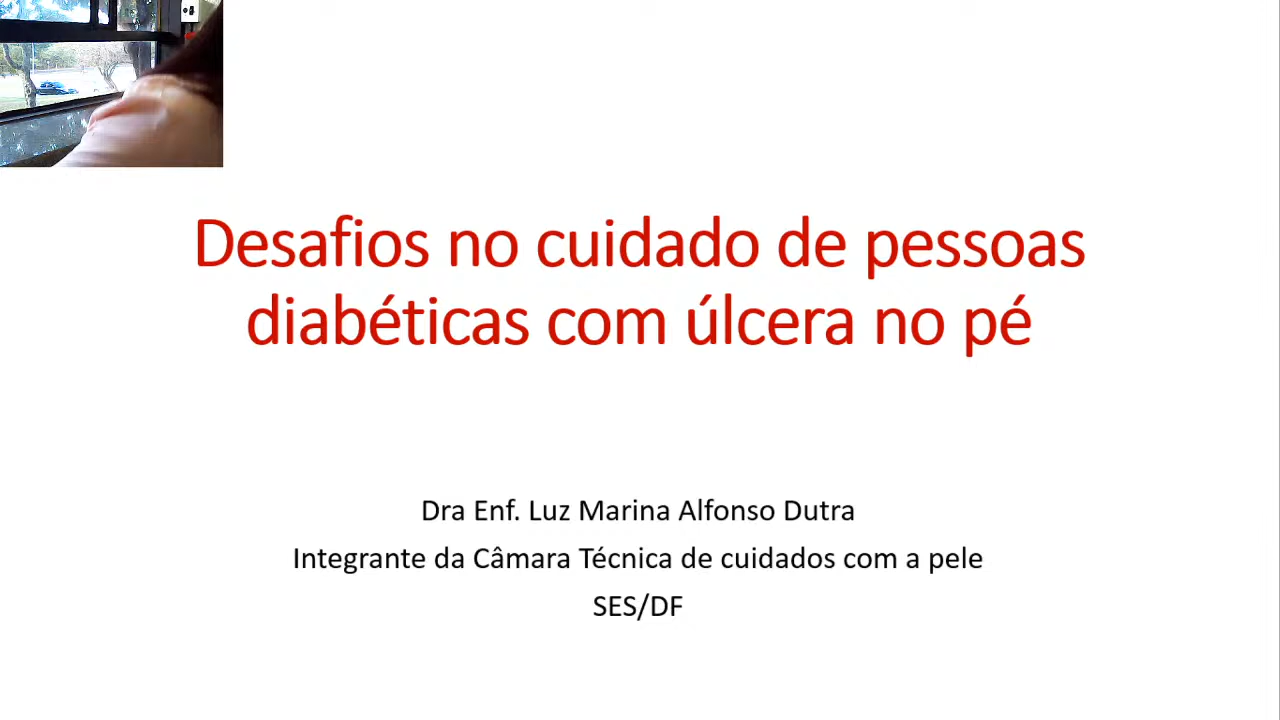 Desafios no cuidado de pessoas
diabéticas com úlcera no pé
Dra Enf. Luz Marina Alfonso Dutra
Integrante da Câmara Técnica de cuidados com a pele
SES/DF